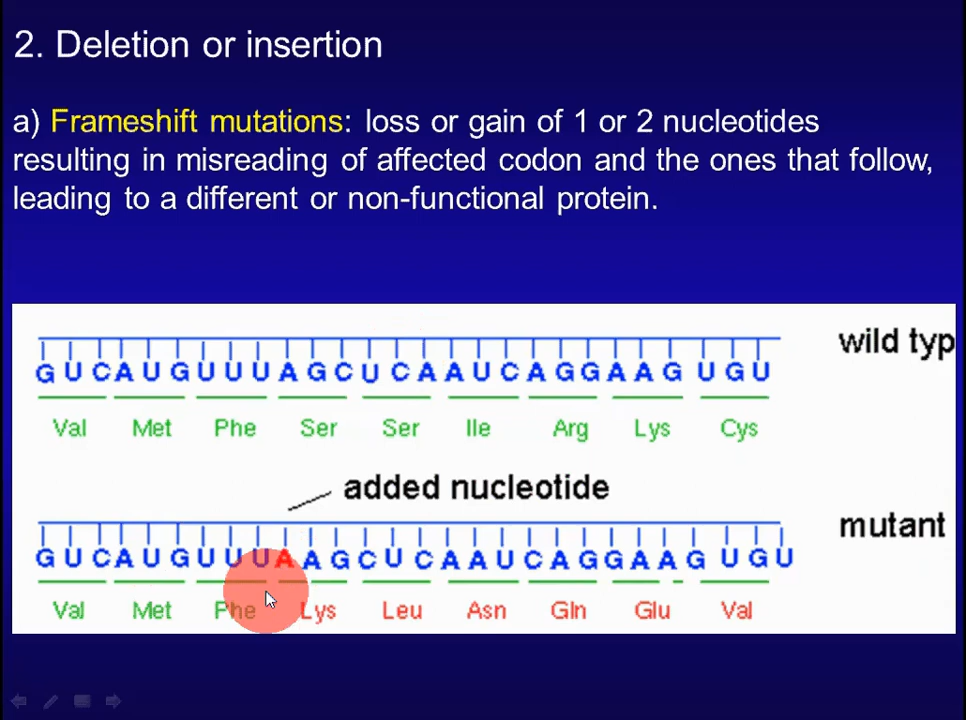 2. Deletion or insertion
a) Frameshift mutations: loss or gain of 1 or 2 nucleotides
resulting in misreading of affected codon and the ones that follow,
leading to a different or non-functional protein.
wild typ
G U C A U G U U U A G C U C A A U C A G G A A G U G U
Val Met Phe Ser Ser Ile Arg Lys Cys
added nucleotide
mutant
G U C A U G U U U A A G C U C A A U C A G G A A G U G U
Val Met Phe Lys Leu Asn Gln Glu Val